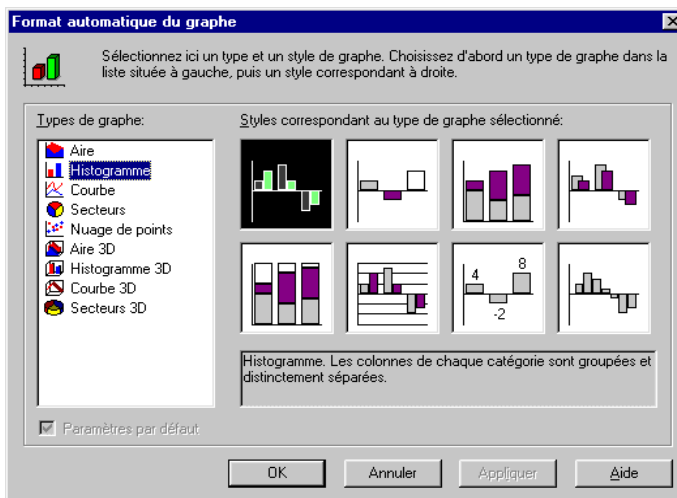 Format automatique du graphe
Sélectionnez ici un type et un style de graphe. Choisissez d'abord un type de graphe dans la
liste située à gauche, puis un style correspondant à droite.
Types de graphe:
Aire
Histogramme
Courbe
Secteurs
Nuage de points
Aire 3D
Histogramme 3D
Courbe 3D
Secteurs 3D
Styles correspondant au type de graphe sélectionné:
4
8
-2
Histogramme. Les colonnes de chaque catégorie sont groupées et
distinctement séparées.
Paramètres par défaut
OK
Annuler
Appliquer
Aide